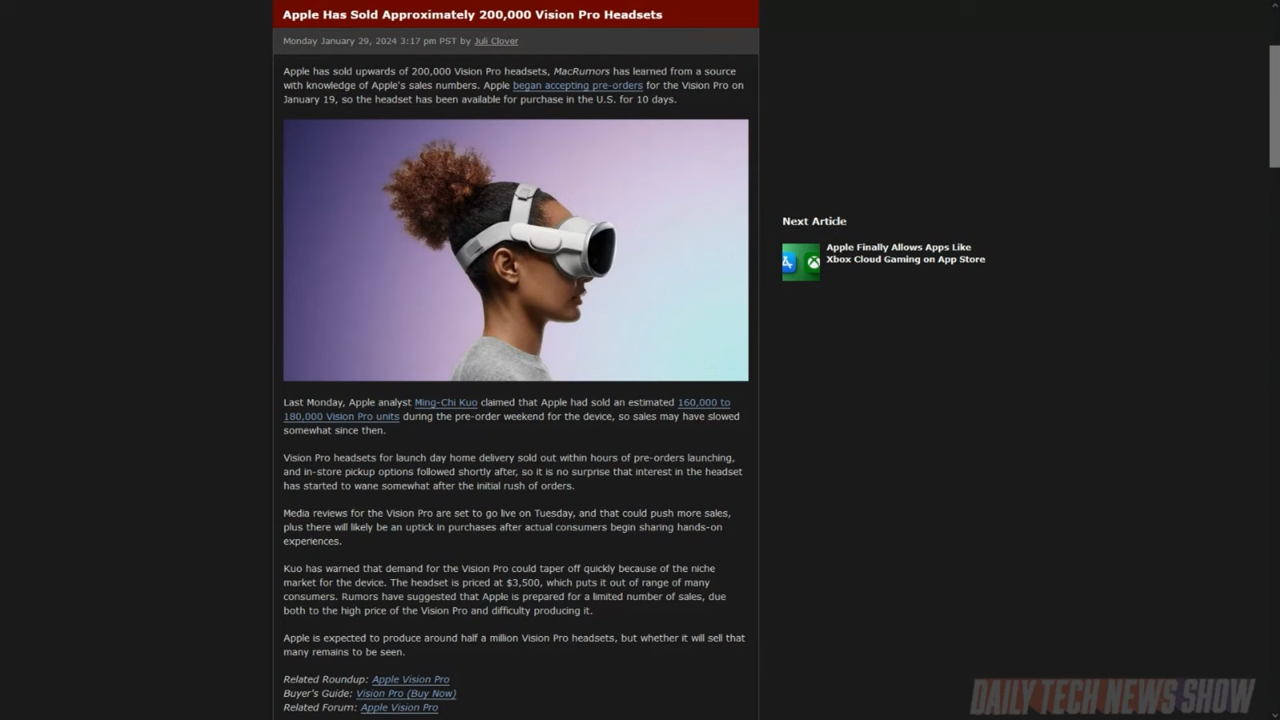 Apple Has Sold Approximately 200,000 Vision Pro Headsets
Monday January 29, 2024 3:17 pm PST by Juli Clover
Apple has sold upwards of 200,000 Vision Pro headsets, MacRumors has learned from a source
with knowledge of Apple's sales numbers. Apple began accepting pre-orders for the Vision Pro on
January 19, so the headset has been available for purchase in the U.S. for 10 days.
Next Article
Apple Finally Allows Apps Like
Xbox Cloud Gaming on App Store
Last Monday, Apple analyst Ming-Chi Kuo claimed that Apple had sold an estimated 160,000 to
180,000 Vision Pro units during the pre-order weekend for the device, so sales may have slowed
somewhat since then.
Vision Pro headsets for launch day home delivery sold out within hours of pre-orders launching,
and in-store pickup options followed shortly after, so it is no surprise that interest in the headset
has started to wane somewhat after the initial rush of orders.
Media reviews for the Vision Pro are set to go live on Tuesday, and that could push more sales,
plus there will likely be an uptick in purchases after actual consumers begin sharing hands-on
experiences.
Kuo has warned that demand for the Vision Pro could taper off quickly because of the niche
market for the device. The headset is priced at $3,500, which puts it out of range of many
consumers. Rumors have suggested that Apple is prepared for a limited number of sales, due
both to the high price of the Vision Pro and difficulty producing it.
Apple is expected to produce around half a million Vision Pro headsets, but whether it will sell that
many remains to be seen.
Related Roundup: Apple Vision Pro
Buyer's Guide: Vision Pro (Buy Now)
Related Forum: Apple Vision Pro
DAILY TECH NEWS SHOW